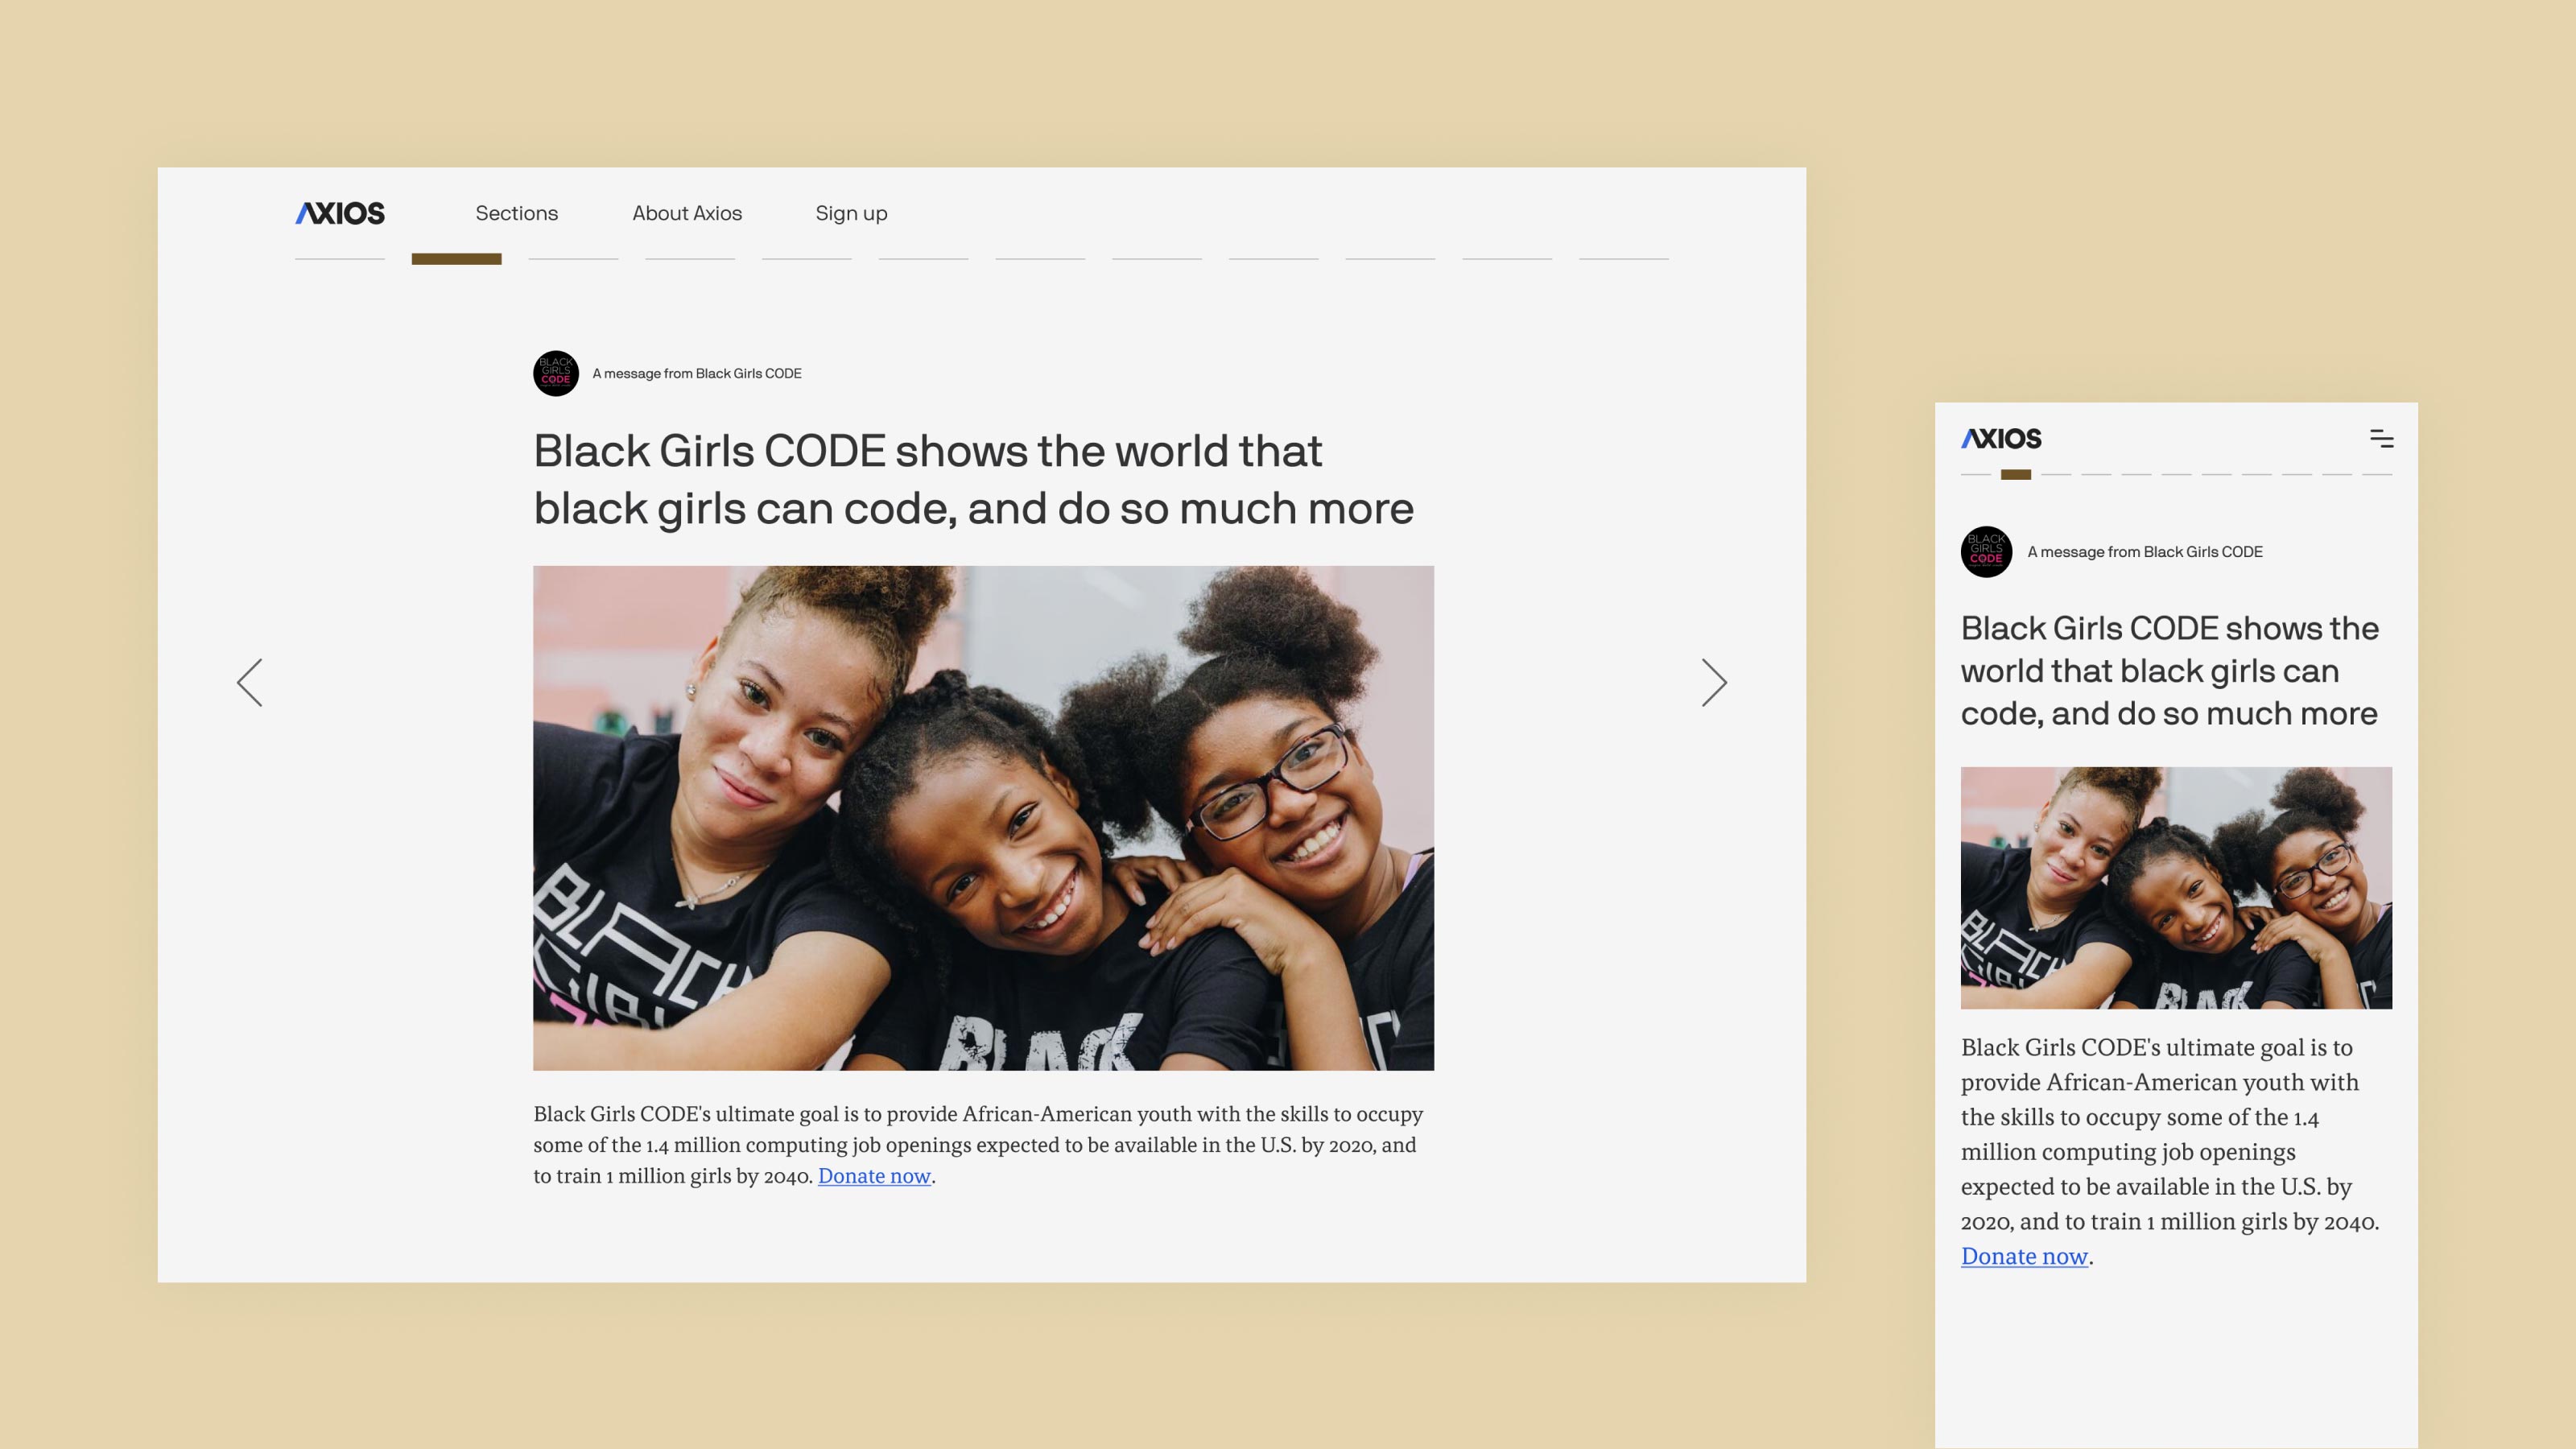 AXIOS
Sections
About Axios
Sign up
BLACK
GIRLS
CODE
A message from Black Girls CODE
Black Girls CODE shows the world that
black girls can code, and do so much more
BLACK
BLACK
Black Girls CODE's ultimate goal is to provide African-American youth with the skills to occupy
some of the 1.4 million computing job openings expected to be available in the U.S. by 2020, and
to train 1 million girls by 2040. Donate now.
AXIOS
BLACK
GIRLS
CODE
A message from Black Girls CODE
Black Girls CODE shows the
world that black girls can
code, and do so much more
BLACK
BLACK
Black Girls CODE's ultimate goal is to
provide African-American youth with
the skills to occupy some of the 1.4
million computing job openings
expected to be available in the U.S. by
2020, and to train 1 million girls by 2040.
Donate now.